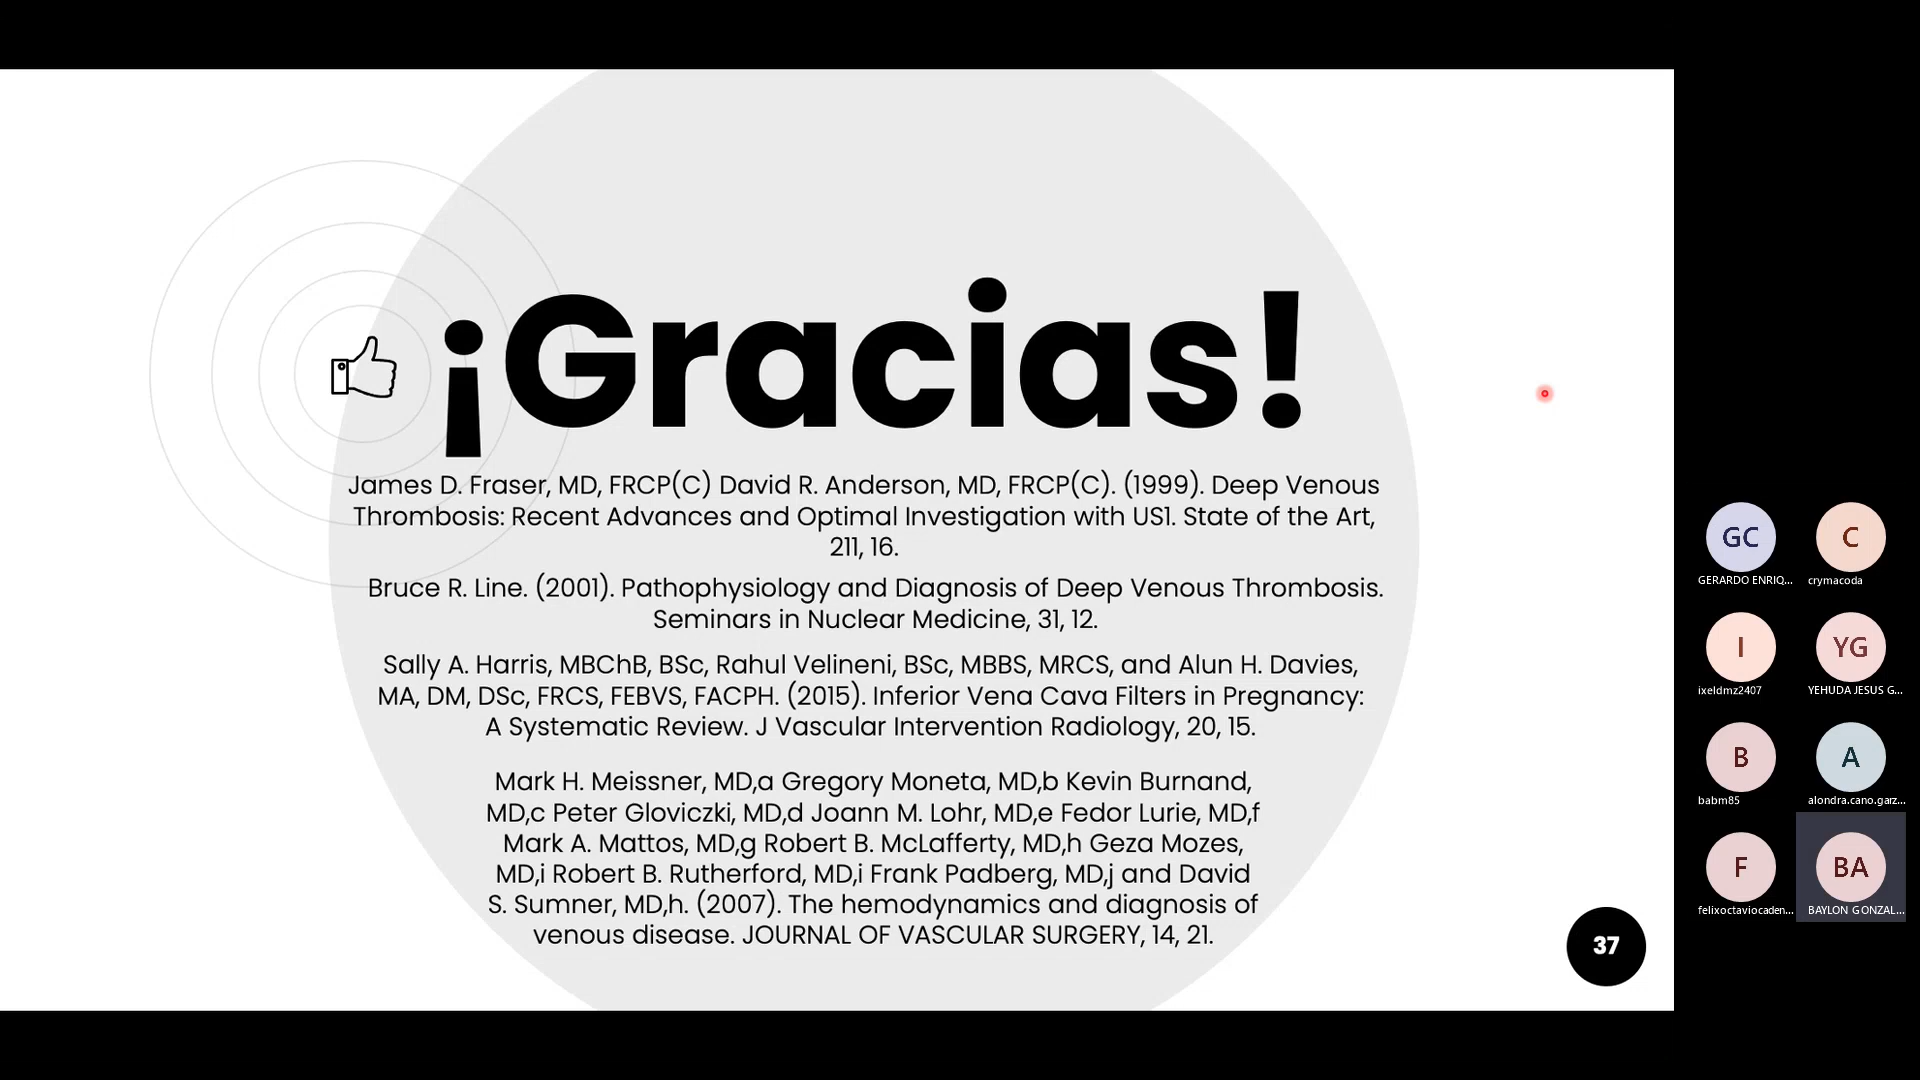 ¡Gracias!
James D. Fraser, MD, FRCP(C) David R. Anderson, MD, FRCP(C). (1999). Deep Venous
Thrombosis: Recent Advances and Optimal Investigation with US1. State of the Art,
211, 16.
Bruce R. Line. (2001). Pathophysiology and Diagnosis of Deep Venous Thrombosis.
Seminars in Nuclear Medicine, 31, 12.
Sally A. Harris, MBChB, BSc, Rahul Velineni, BSc, MBBS, MRCS, and Alun H. Davies,
MA, DM, DSc, FRCS, FEBVS, FACPH. (2015). Inferior Vena Cava Filters in Pregnancy:
A Systematic Review. J Vascular Intervention Radiology, 20, 15.
Mark H. Meissner, MD,a Gregory Moneta, MD,b Kevin Burnand,
MD,c Peter Gloviczki, MD,d Joann M. Lohr, MD,e Fedor Lurie, MD,f
Mark A. Mattos, MD,g Robert B. McLafferty, MD,h Geza Mozes,
MD,i Robert B. Rutherford, MD,i Frank Padberg, MD,j and David
S. Sumner, MD,h. (2007). The hemodynamics and diagnosis of
venous disease. JOURNAL OF VASCULAR SURGERY, 14, 21.
37
GC
GERARDO ENRIQ...
C
crymacoda
I
ixeldmz2407
YG
YEHUDA JESUS G...
B
babm85
A
alondra.cano.garz...
F
felixoctaviocaden...
BA
BAYLON GONZAL...